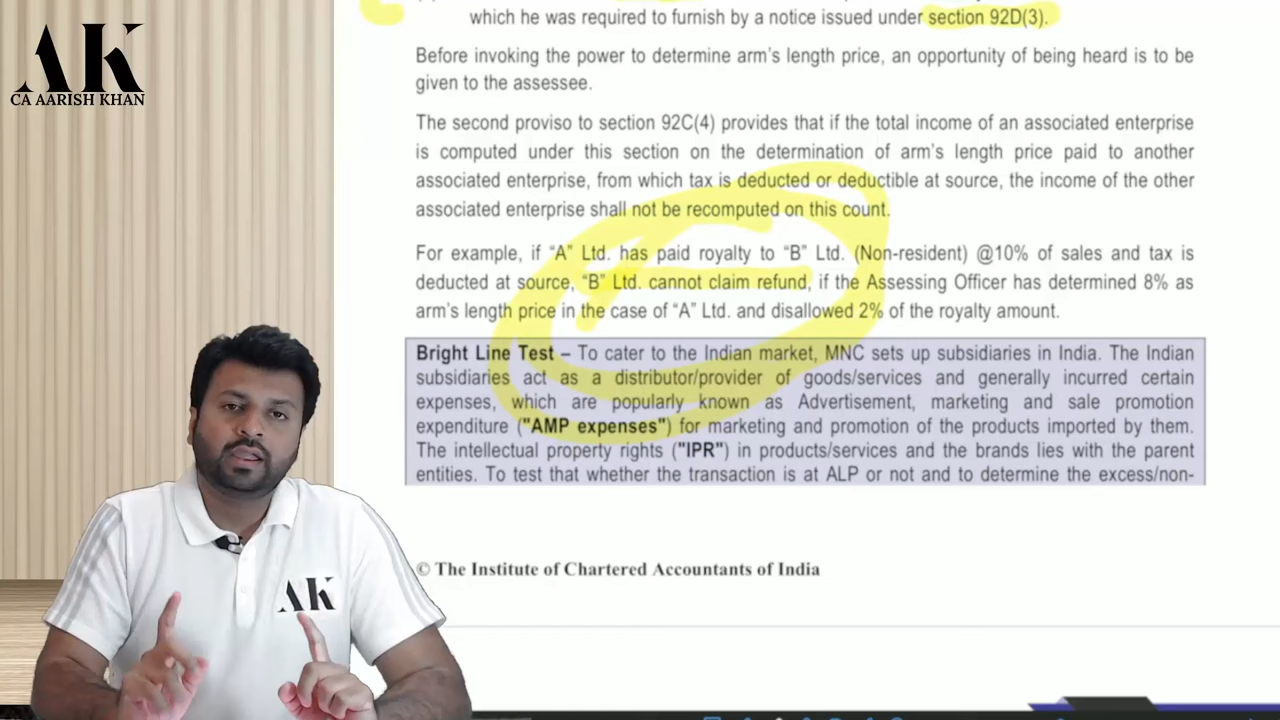 AK
CA AARISH KHAN
which he was required to furnish by a notice issued under section 92D(3).
Before invoking the power to determine arm's length price, an opportunity of being heard is to be
given to the assessee.
The second proviso to section 92C(4) provides that if the total income of an associated enterprise
is computed under this section on the determination of arm's length price paid to another
associated enterprise, from which tax is deducted or deductible at source, the income of the other
associated enterprise shall not be recomputed on this count.
For example, if "A" Ltd. has paid royalty to "B" Ltd. (Non-resident) @10% of sales and tax is
deducted at source, "B" Ltd. cannot claim refund, if the Assessing Officer has determined 8% as
arm's length price in the case of "A" Ltd. and disallowed 2% of the royalty amount.
Bright Line Test – To cater to the Indian market, MNC sets up subsidiaries in India. The Indian
subsidiaries act as a distributor/provider of goods/services and generally incurred certain
expenses, which are popularly known as Advertisement, marketing and sale promotion
expenditure ("AMP expenses") for marketing and promotion of the products imported by them.
The intellectual property rights ("IPR") in products/services and the brands lies with the parent
entities. To test that whether the transaction is at ALP or not and to determine the excess/non-
© The Institute of Chartered Accountants of India
AK